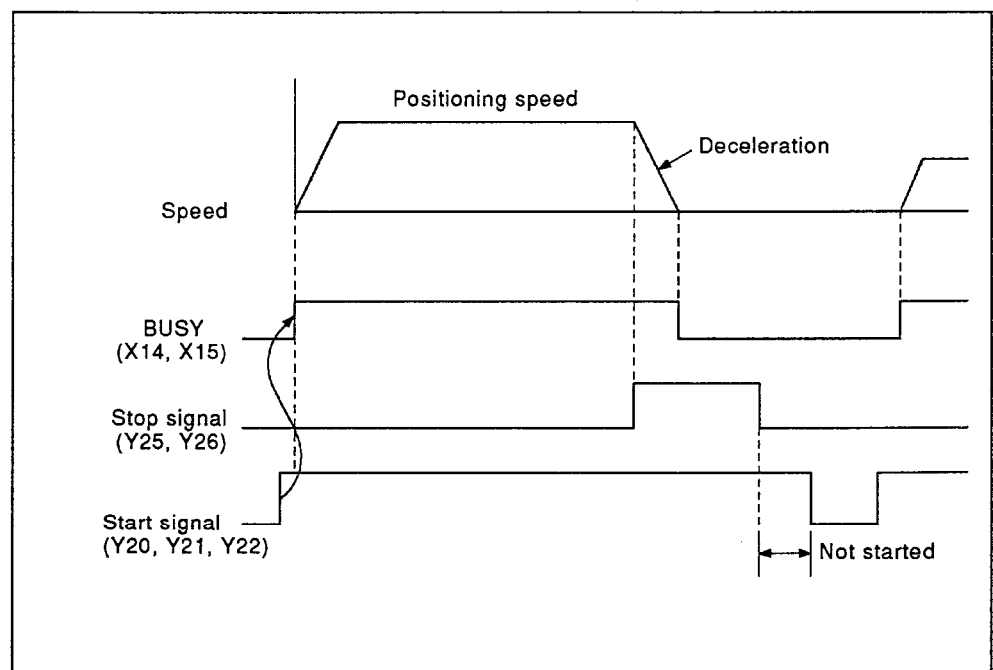 Positioning speed
Deceleration
Speed
BUSY
(X14, X15)
Stop signal
(Y25, Y26)
Start signal
(Y20, Y21, Y22)
Not started